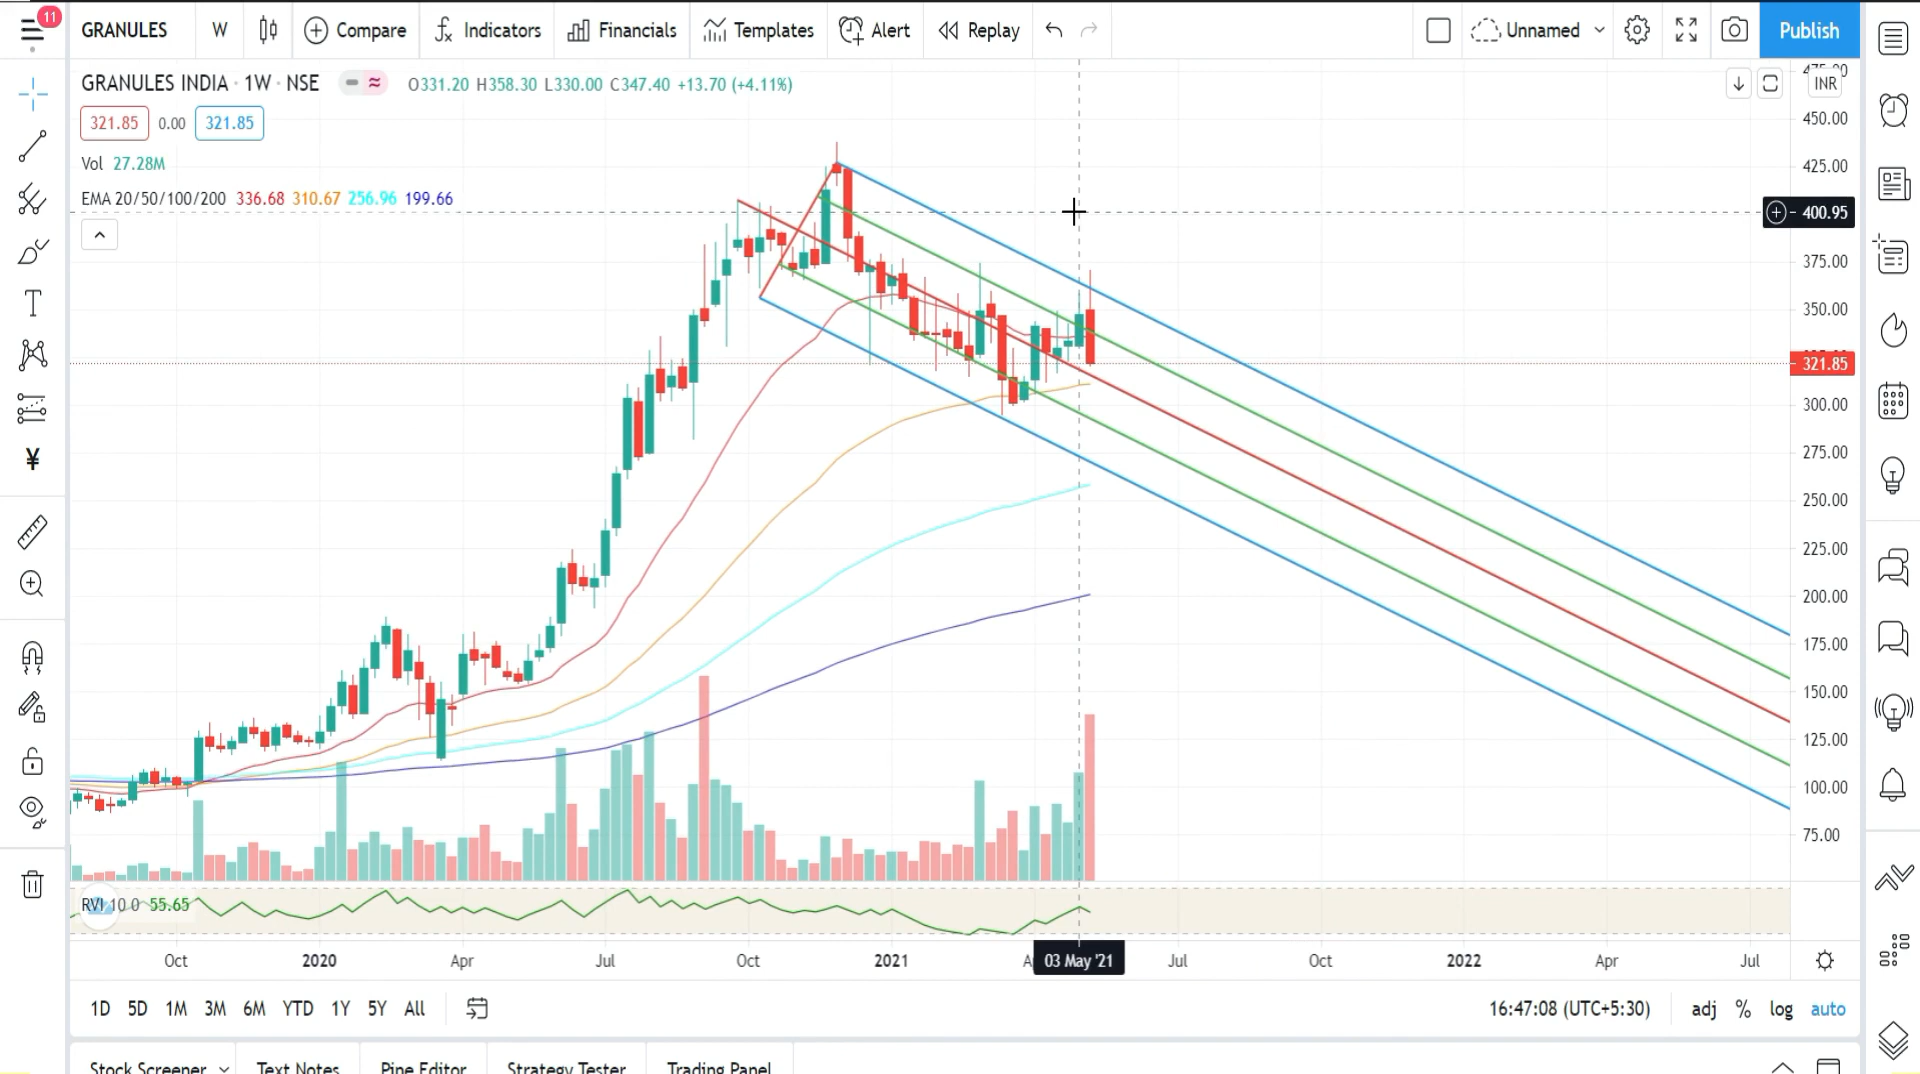 11
GRANULES W Compare Indicators Financials Templates Alert Replay Unnamed Publish
GRANULES INDIA · 1W · NSE O331.20 H358.30 L330.00 C347.40 +13.70 (+4.11%) INR
321.85 0.00 321.85
Vol 27.28M
EMA 20/50/100/200 336.68 310.67 256.96 199.66
475.00
450.00
425.00
400.95
375.00
350.00
321.85
300.00
275.00
250.00
225.00
200.00
175.00
150.00
125.00
100.00
75.00
RVI 10 0 55.65
Oct 2020 Apr Jul Oct 2021 03 May '21 Jul Oct 2022 Apr Jul
1D 5D 1M 3M 6M YTD 1Y 5Y All 16:47:08 (UTC+5:30) adj % log auto
Stock Screener Text Notes Pine Editor Strategy Tester Trading Panel